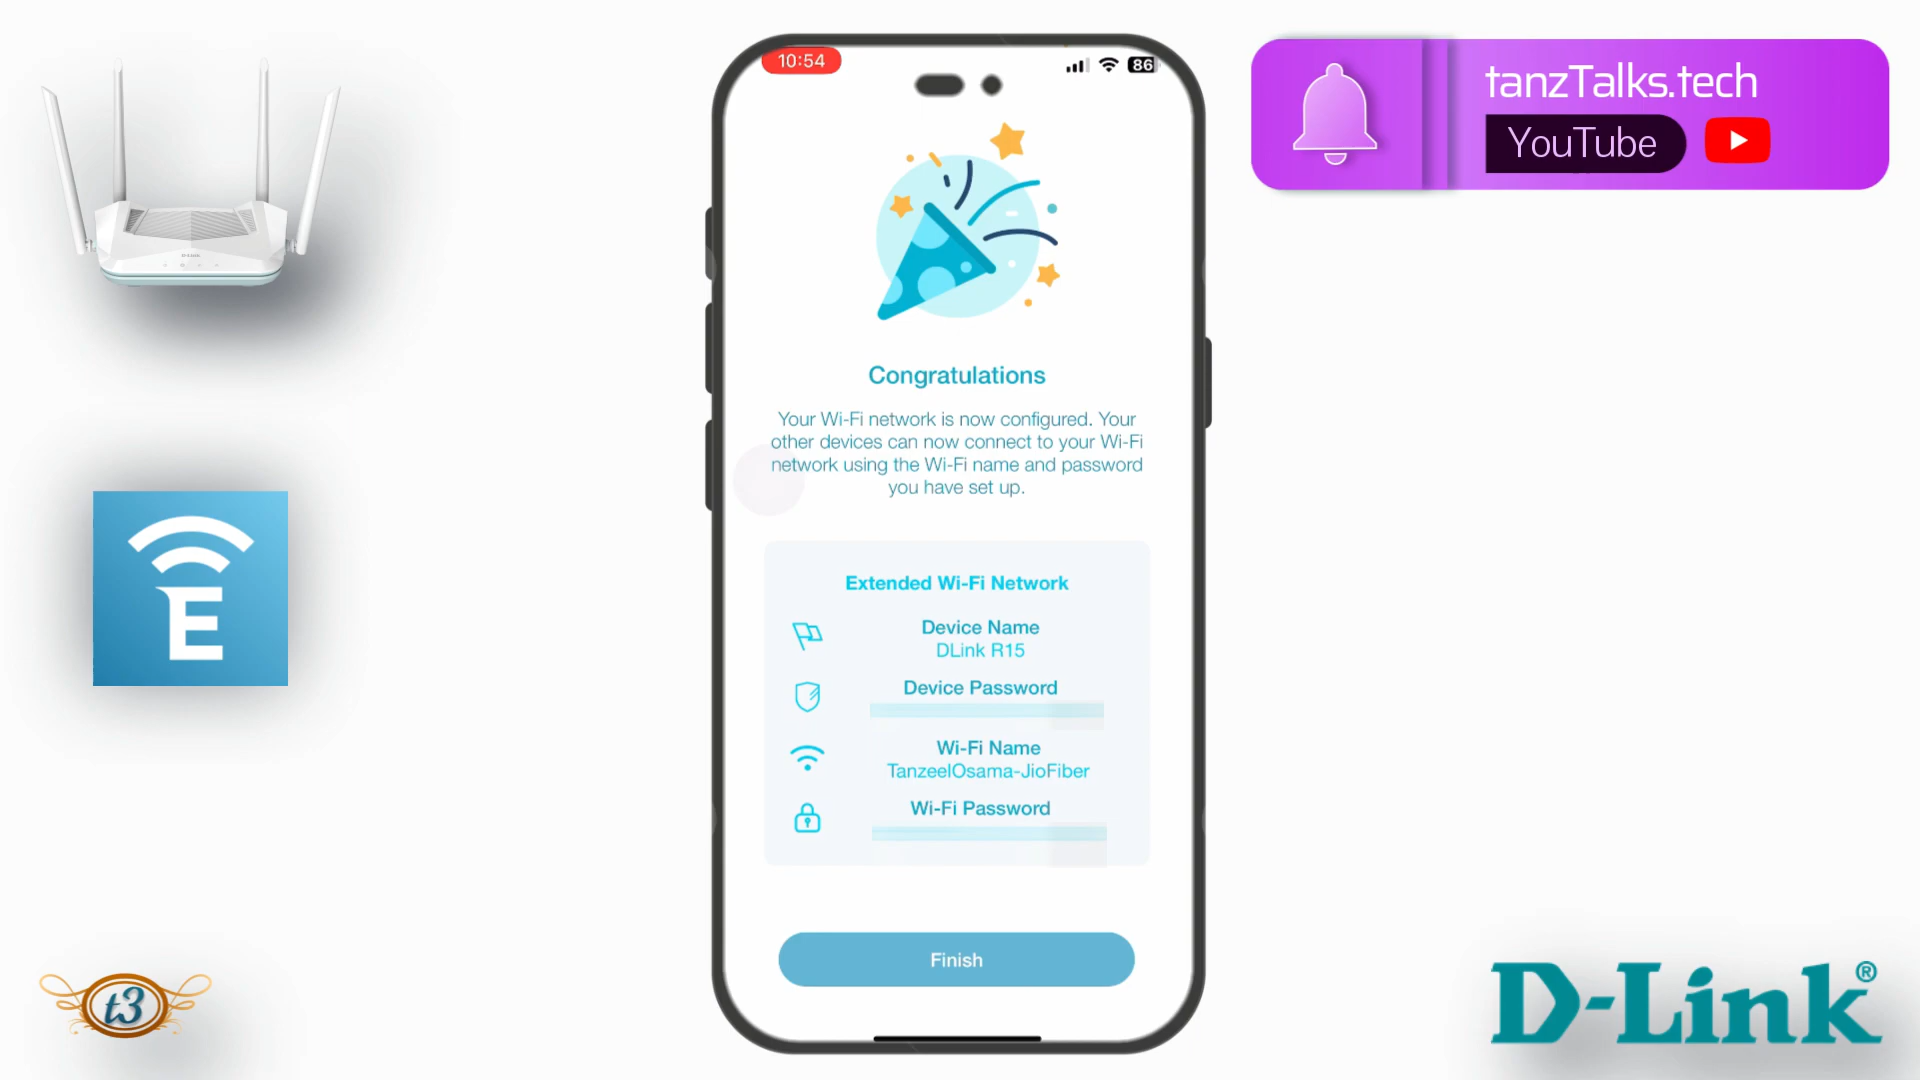 10:54
86
tanzTalks.tech
YouTube
D-Link
Congratulations
Your Wi-Fi network is now configured. Your
other devices can now connect to your Wi-Fi
network using the Wi-Fi name and password
you have set up.
E
Extended Wi-Fi Network
Device Name
DLink R15
Device Password
Wi-Fi Name
TanzeelOsama-JioFiber
Wi-Fi Password
Finish
t3
D-Link®